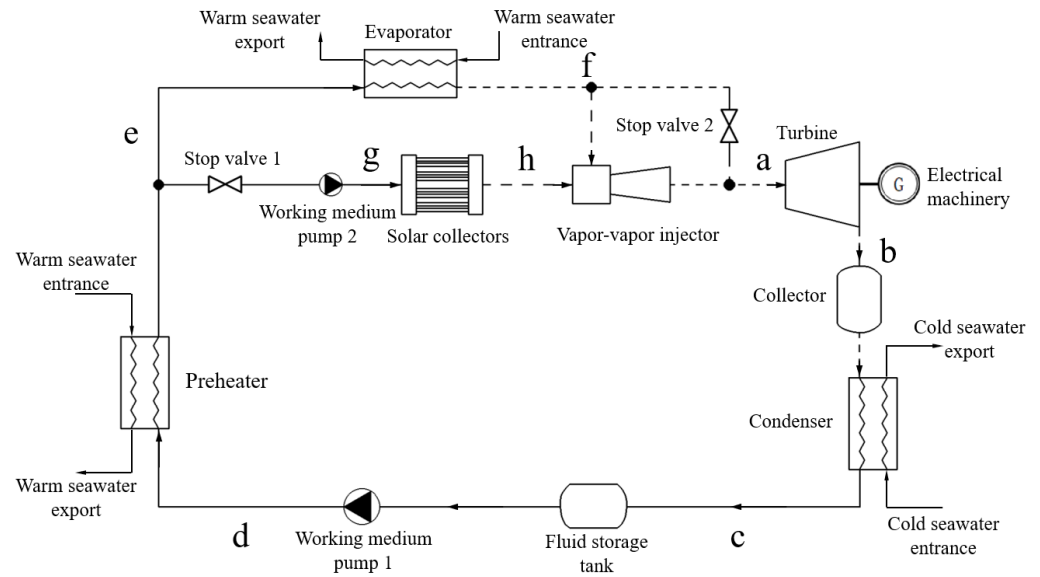 Warm seawater
export
Evaporator
Warm seawater
entrance
f
e
Stop valve 2
Turbine
Stop valve 1
g
h
a
G
Electrical
machinery
Working medium
pump 2
Solar collectors
Vapor-vapor injector
b
Warm seawater
entrance
Collector
Cold seawater
export
Preheater
Condenser
Warm seawater
export
d
Working medium
pump 1
Fluid storage
tank
c
Cold seawater
entrance